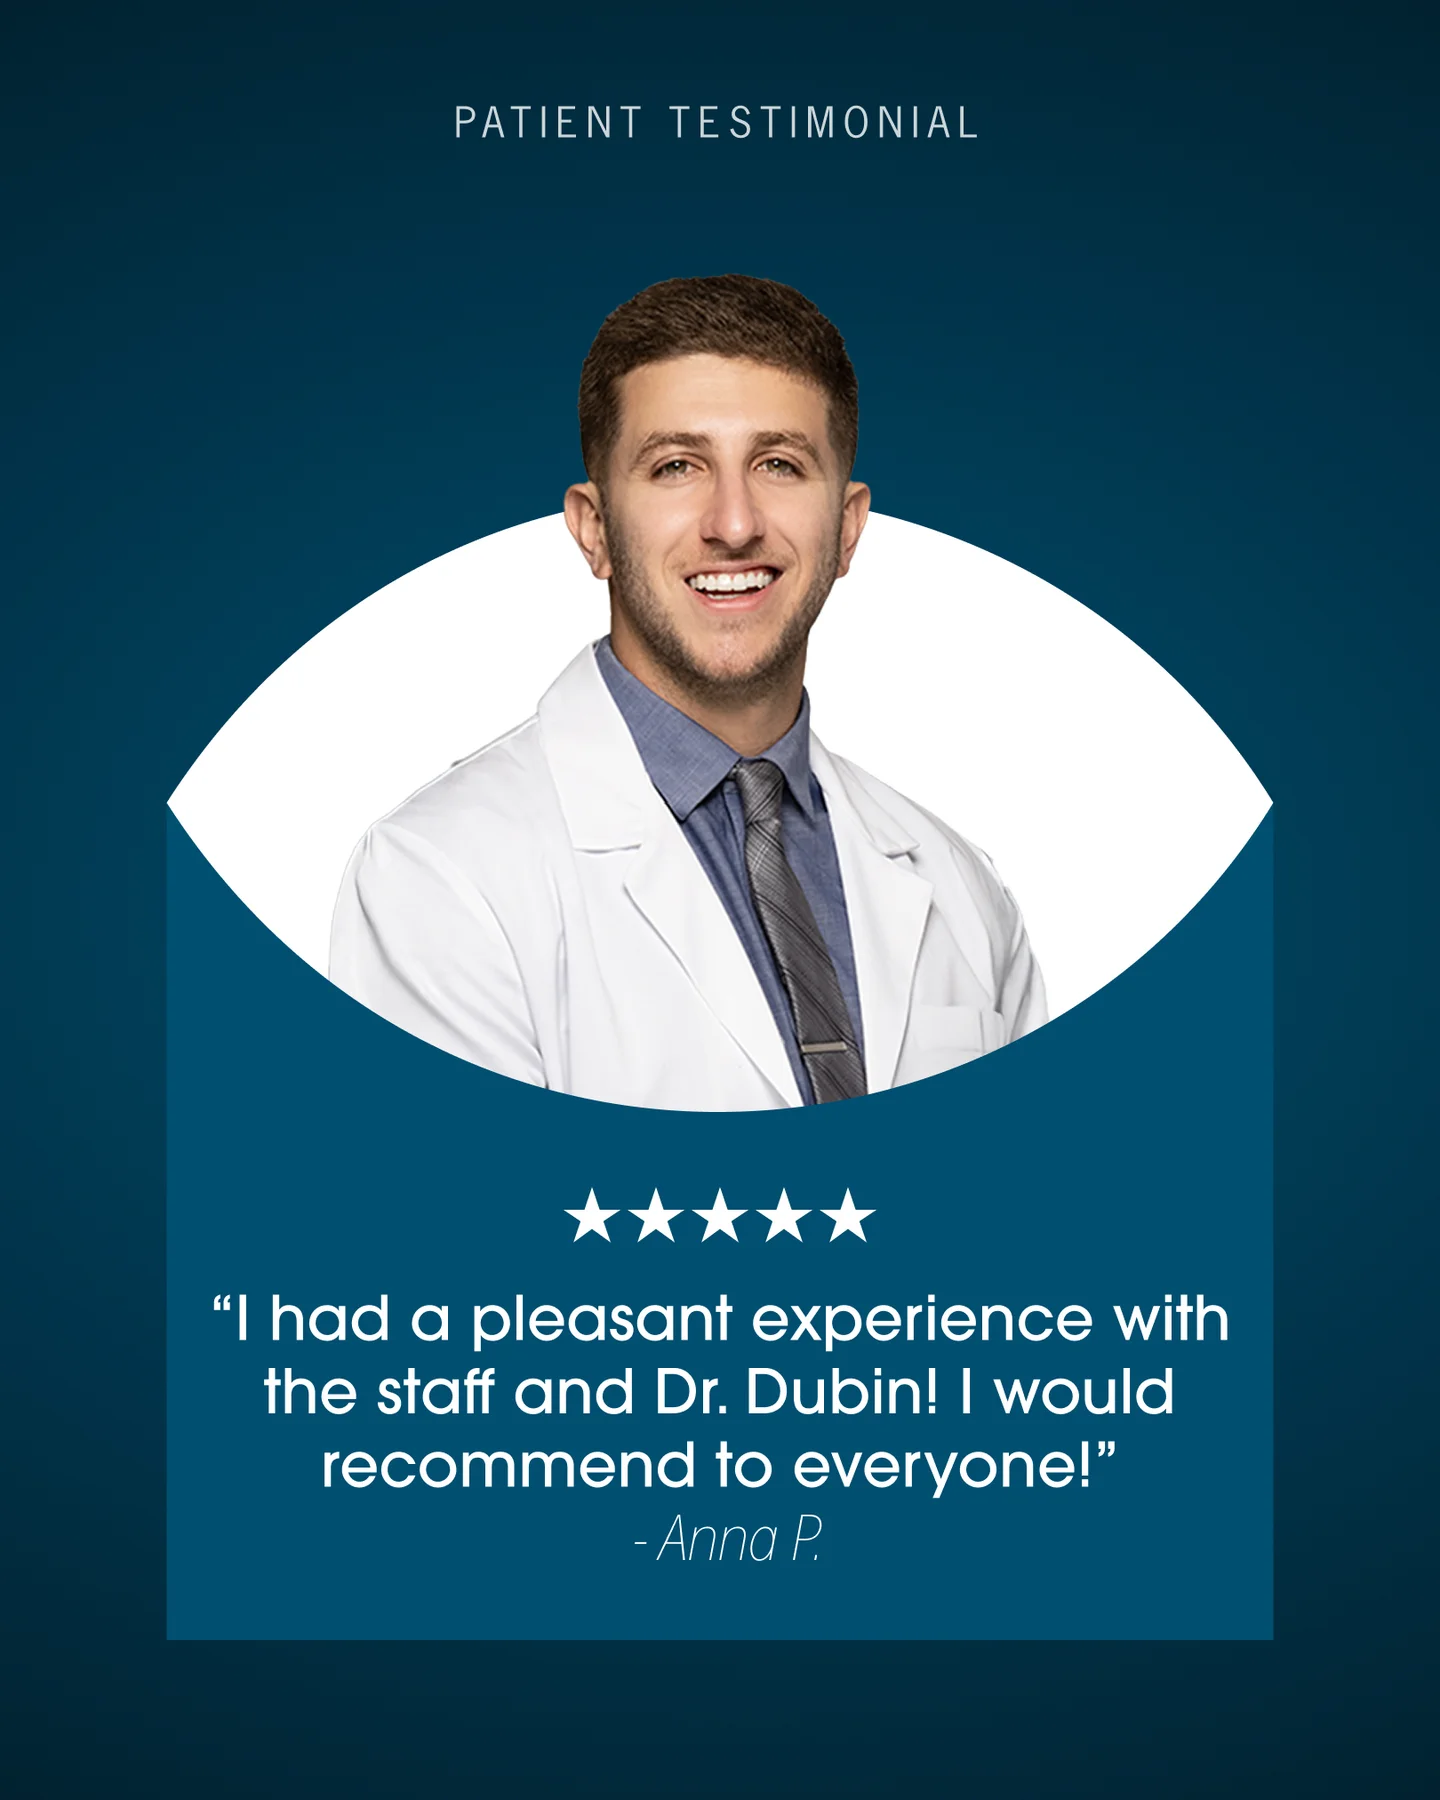 PATIENT TESTIMONIAL
★★★★★
“I had a pleasant experience with
the staff and Dr. Dubin! I would
recommend to everyone!”
- Anna P.